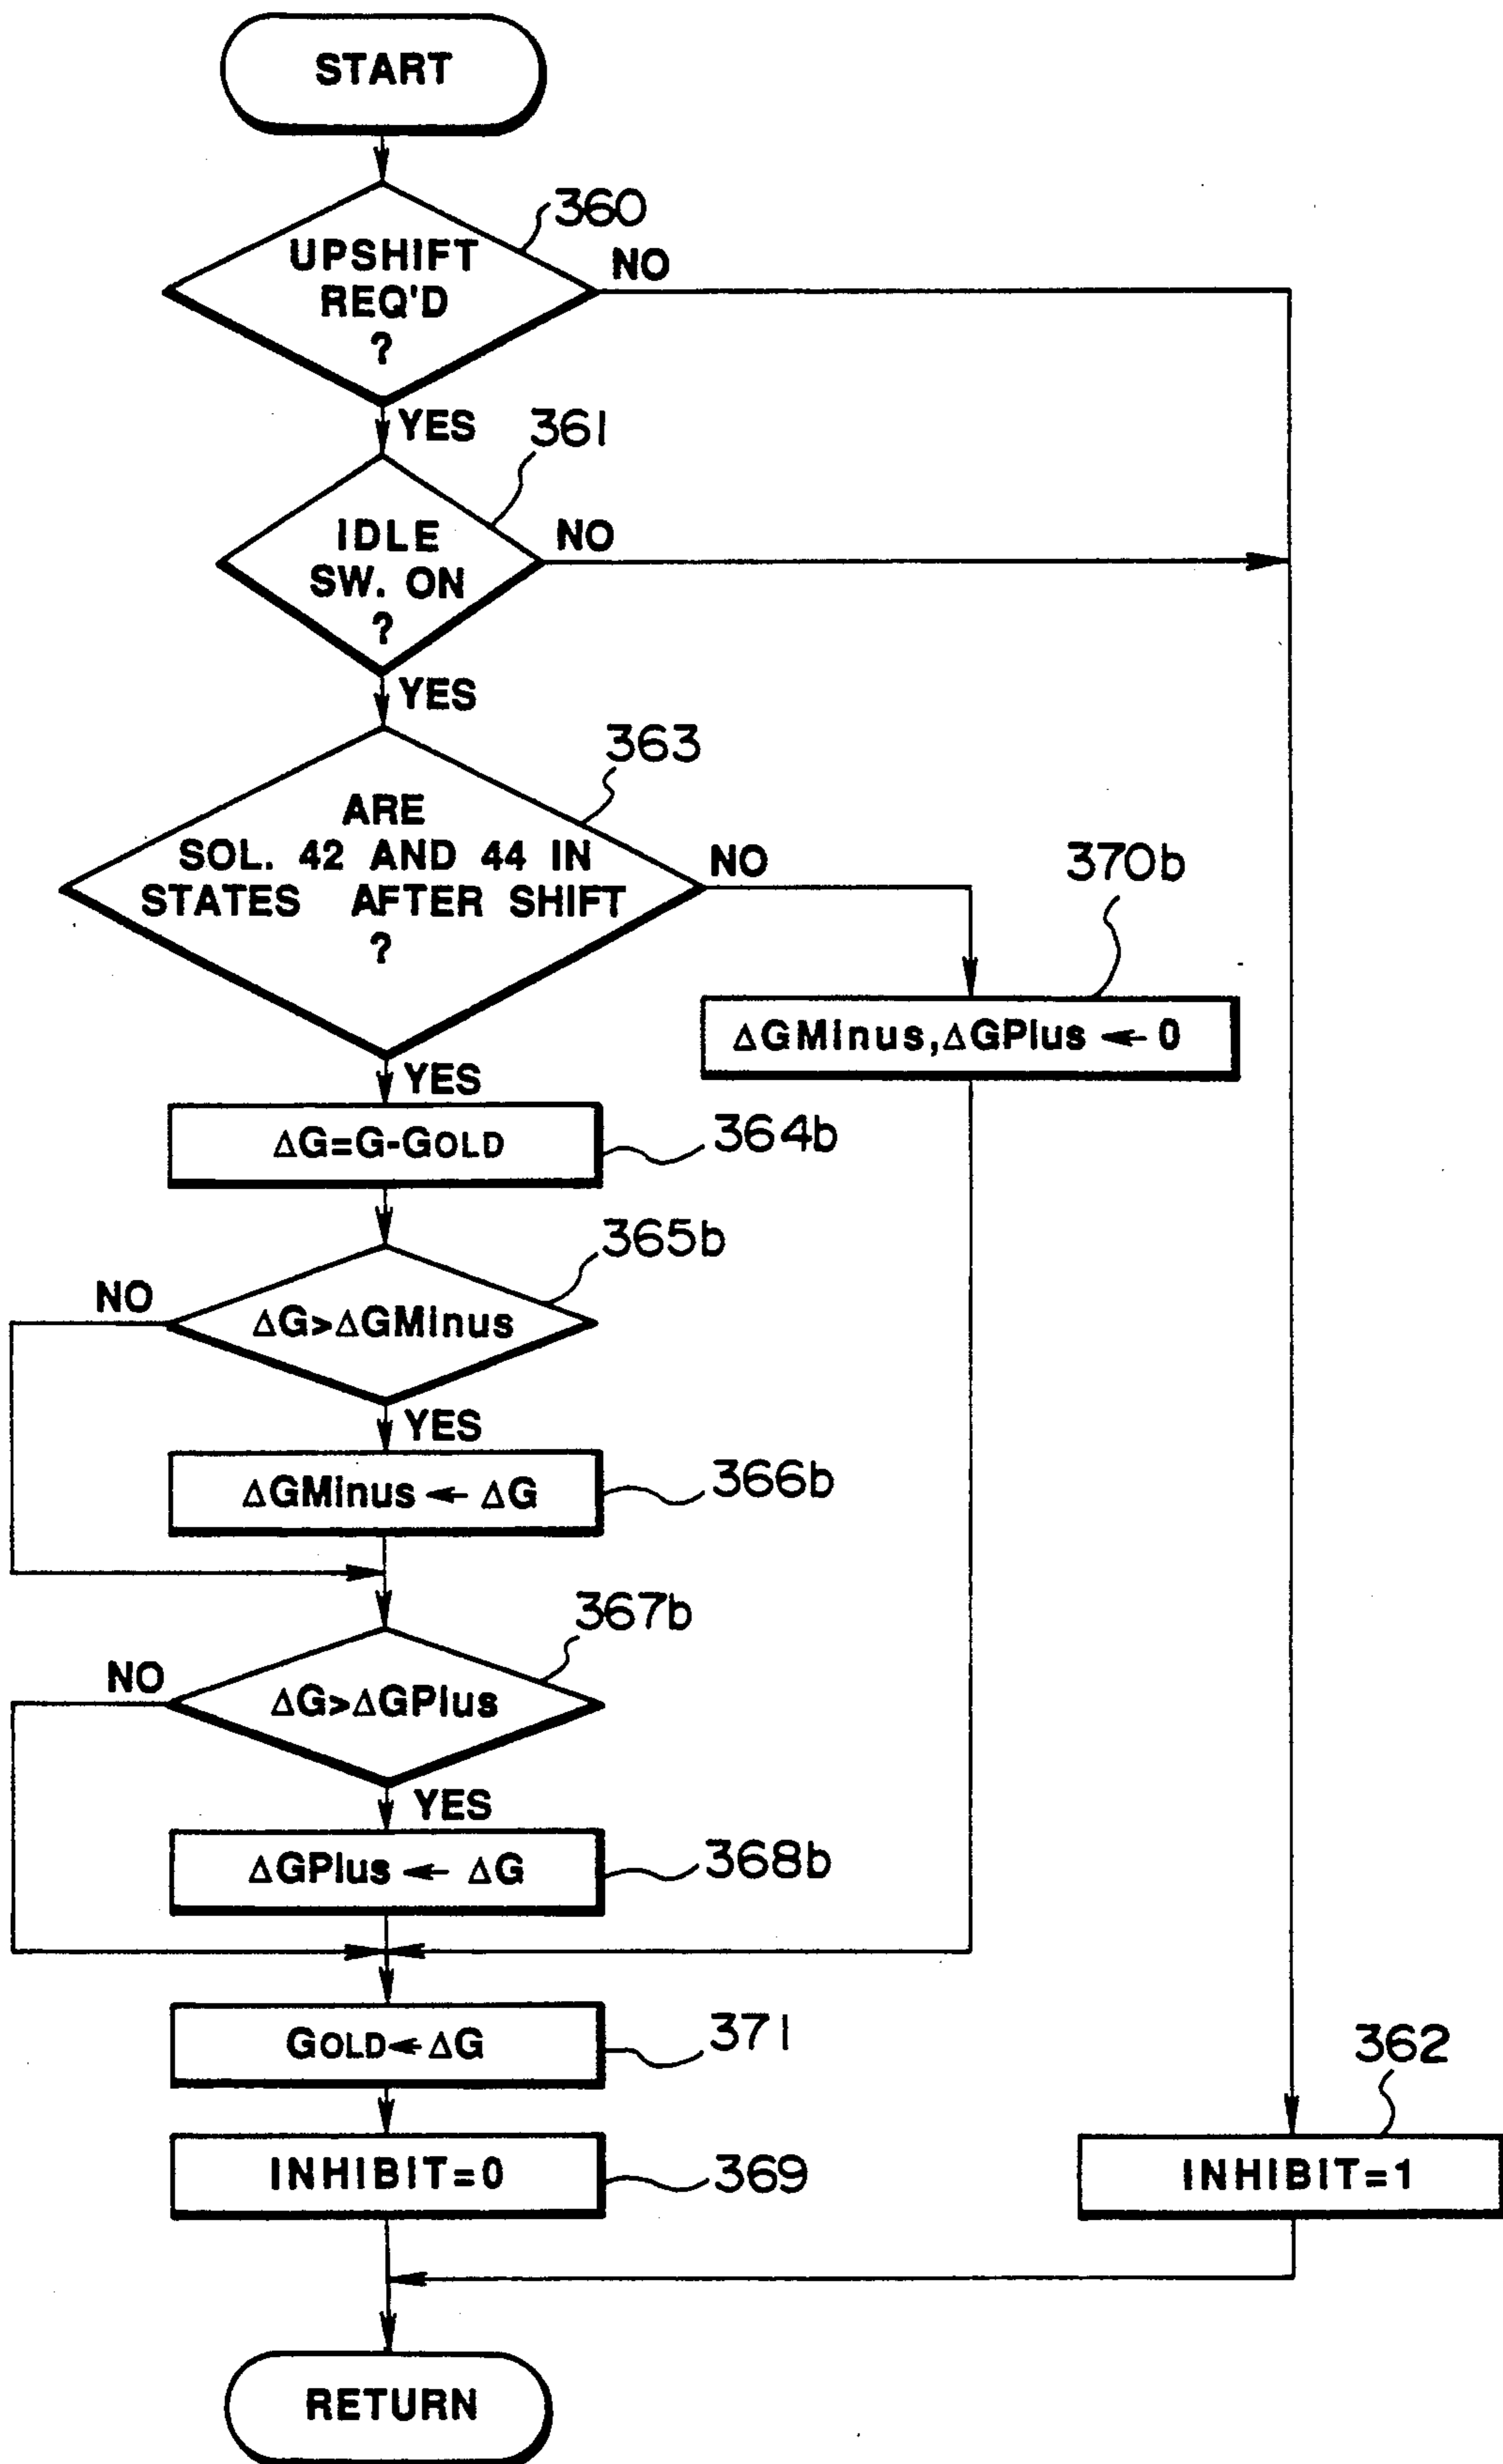 START
360
UPSHIFT
REQ'D
?
NO
YES
361
IDLE
SW. ON
?
NO
YES
363
ARE
SOL. 42 AND 44 IN
STATES AFTER SHIFT
?
NO
370b
ΔGMinus,ΔGPlus ← 0
YES
ΔG=G-GOLD
364b
365b
NO
ΔG>ΔGMinus
YES
ΔGMinus ← ΔG
366b
367b
NO
ΔG>ΔGPlus
YES
ΔGPlus ← ΔG
368b
GOLD←ΔG
371
362
INHIBIT=0
369
INHIBIT=1
RETURN